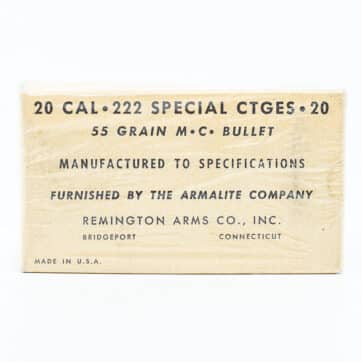 20 CAL • 222 SPECIAL CTGES • 20
55 GRAIN M•C• BULLET
MANUFACTURED TO SPECIFICATIONS
FURNISHED BY THE ARMALITE COMPANY
REMINGTON ARMS CO., INC.
BRIDGEPORT CONNECTICUT
MADE IN U.S.A.